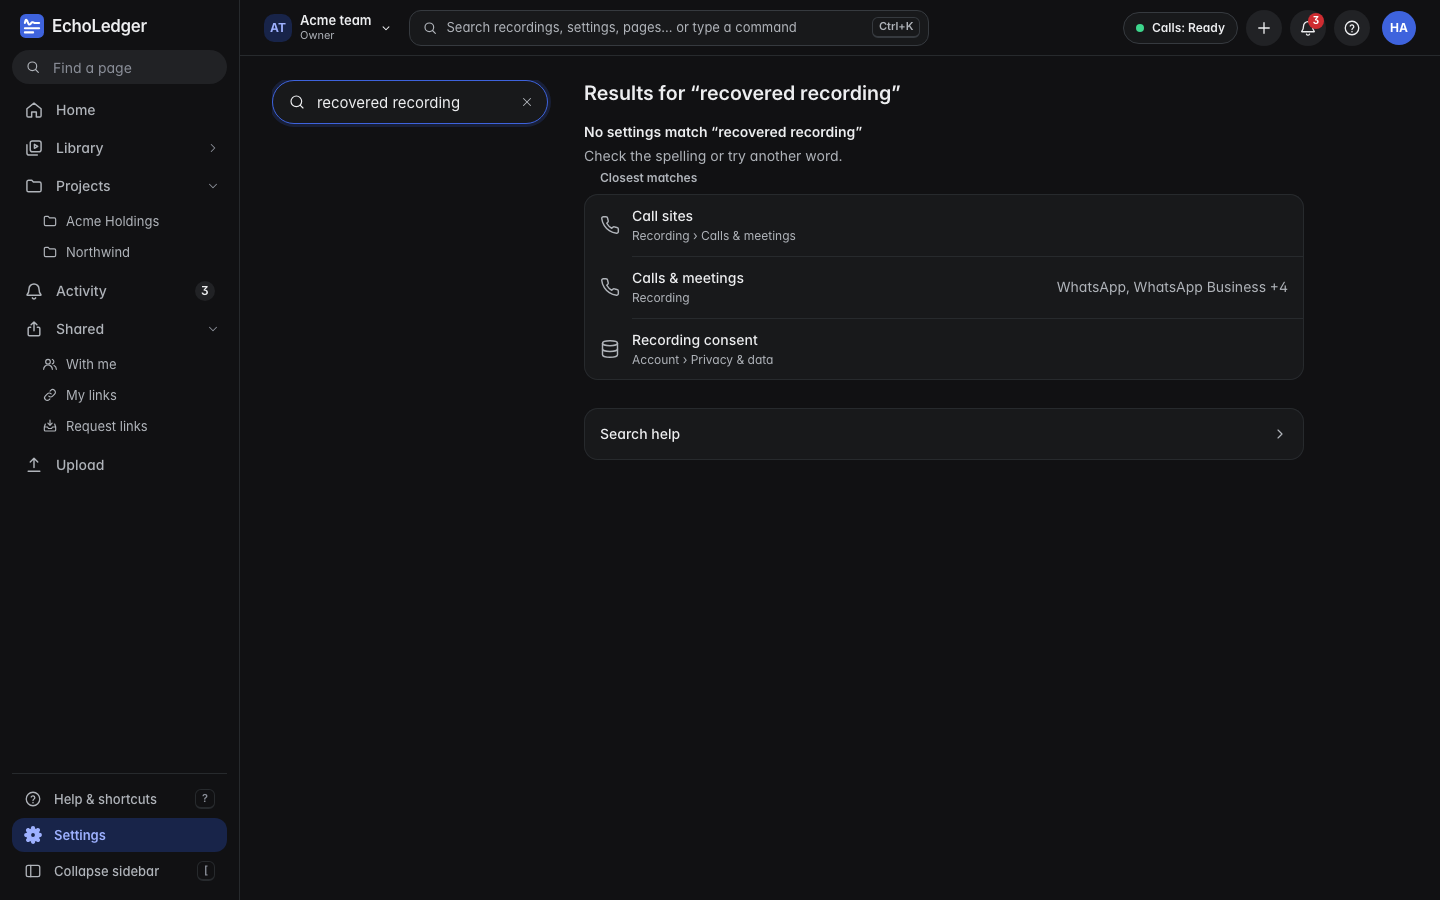 EchoLedger
Find a page
Home
Library
Projects
Acme Holdings
Northwind
Activity 3
Shared
With me
My links
Request links
Upload
Help & shortcuts ?
Settings
Collapse sidebar [
AT Acme team
Owner
Search recordings, settings, pages... or type a command Ctrl+K
Calls: Ready
3
HA
recovered recording
Results for “recovered recording”
No settings match “recovered recording”
Check the spelling or try another word.
Closest matches
Call sites
Recording › Calls & meetings
Calls & meetings
Recording
WhatsApp, WhatsApp Business +4
Recording consent
Account › Privacy & data
Search help